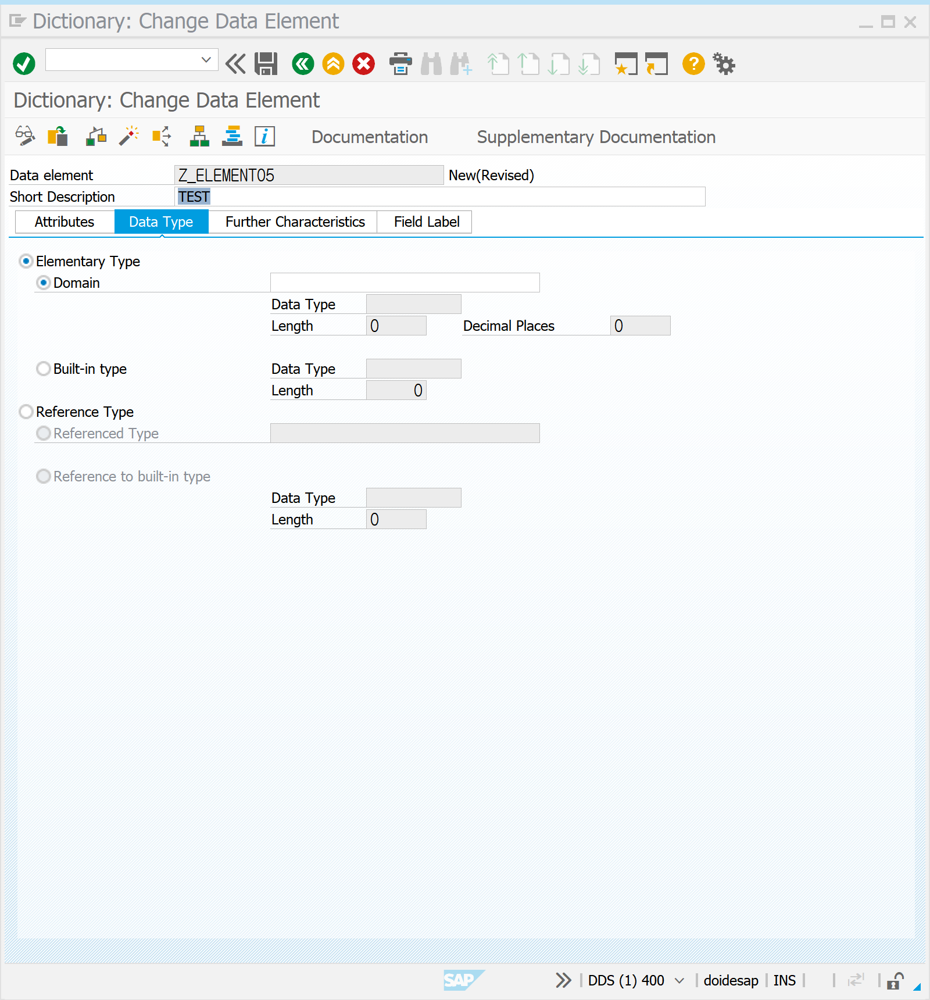 Dictionary: Change Data Element
Dictionary: Change Data Element
Documentation Supplementary Documentation
Data element Z_ELEMENT05 New(Revised)
Short Description TEST
Attributes Data Type Further Characteristics Field Label
Elementary Type
Domain
Data Type
Length 0 Decimal Places 0
Built-in type Data Type
Length 0
Reference Type
Referenced Type
Reference to built-in type
Data Type
Length 0
SAP DDS (1) 400 doidesap INS